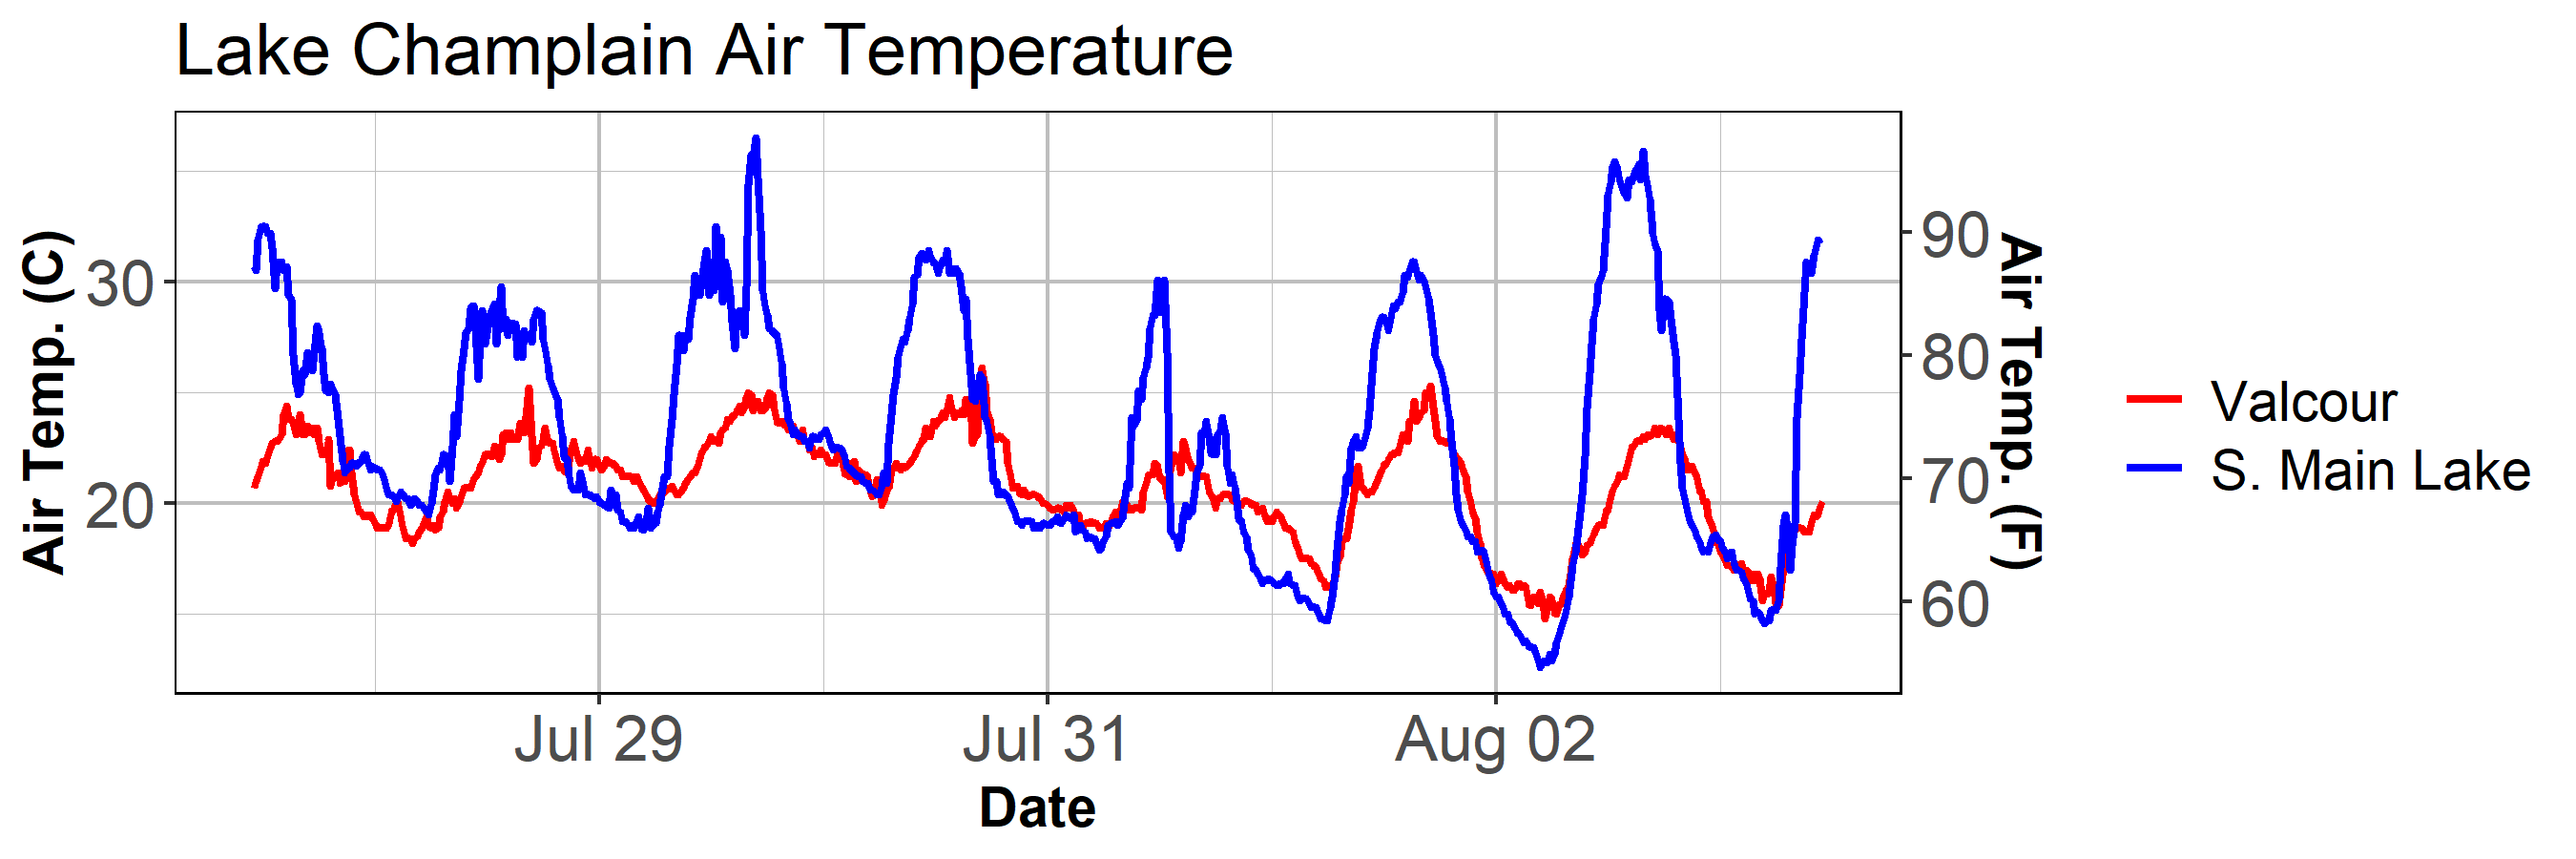 Lake Champlain Air Temperature
Air Temp. (C)
30
20
90
80
70
60
Air Temp. (F)
Jul 29
Jul 31
Aug 02
Date
Valcour
S. Main Lake